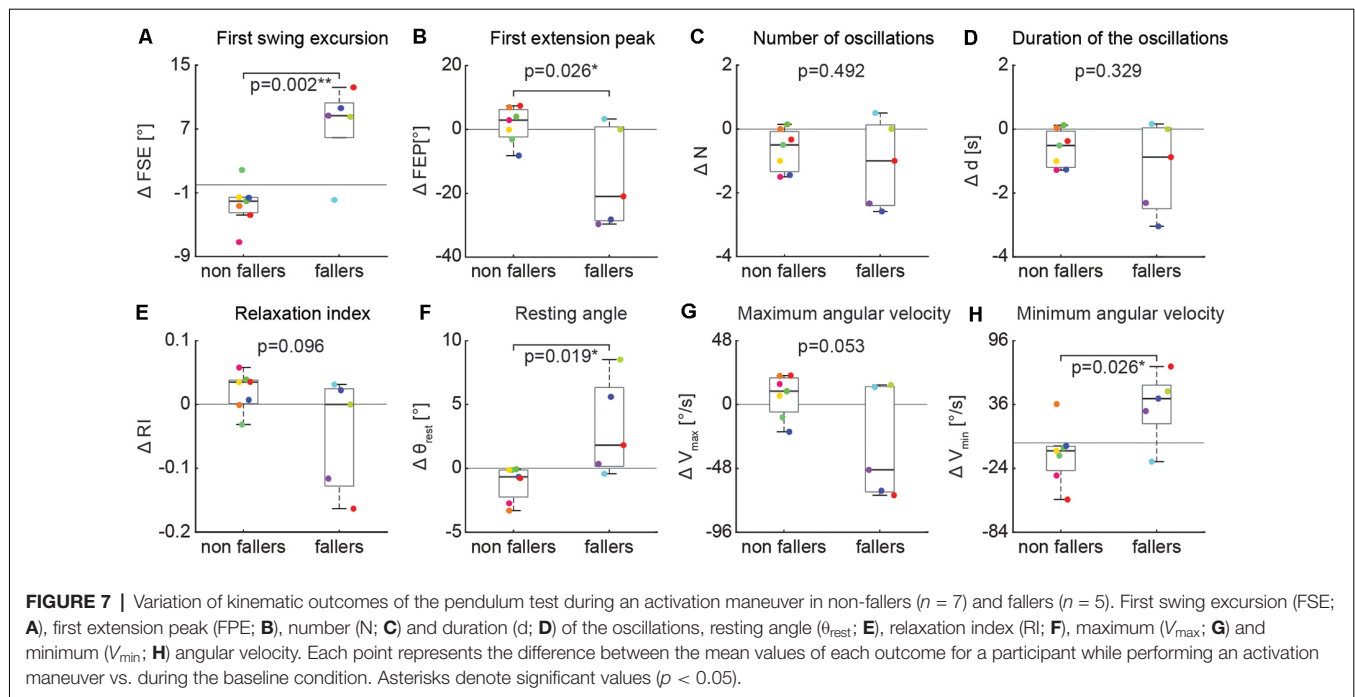 A First swing excursion
B First extension peak
C Number of oscillations
D Duration of the oscillations
15
7
-1
-9
Δ FSE [°]
p=0.002**
non fallers fallers
20
0
-20
-40
Δ FEP[°]
p=0.026*
non fallers fallers
2
0
-2
-4
Δ N
p=0.492
non fallers fallers
2
0
-2
-4
Δ d [s]
p=0.329
non fallers fallers
E Relaxation index
F Resting angle
G Maximum angular velocity
H Minimum angular velocity
0.1
0
-0.1
-0.2
Δ RI
p=0.096
non fallers fallers
10
5
0
-5
Δ θrest [°]
p=0.019*
non fallers fallers
48
0
-48
-96
Δ Vmax [°/s]
p=0.053
non fallers fallers
96
36
-24
-84
Δ Vmin [°/s]
p=0.026*
non fallers fallers
FIGURE 7 | Variation of kinematic outcomes of the pendulum test during an activation maneuver in non-fallers (n = 7) and fallers (n = 5). First swing excursion (FSE;
A), first extension peak (FPE; B), number (N; C) and duration (d; D) of the oscillations, resting angle (θrest; E), relaxation index (RI; F), maximum (Vmax; G) and
minimum (Vmin; H) angular velocity. Each point represents the difference between the mean values of each outcome for a participant while performing an activation
maneuver vs. during the baseline condition. Asterisks denote significant values (p < 0.05).